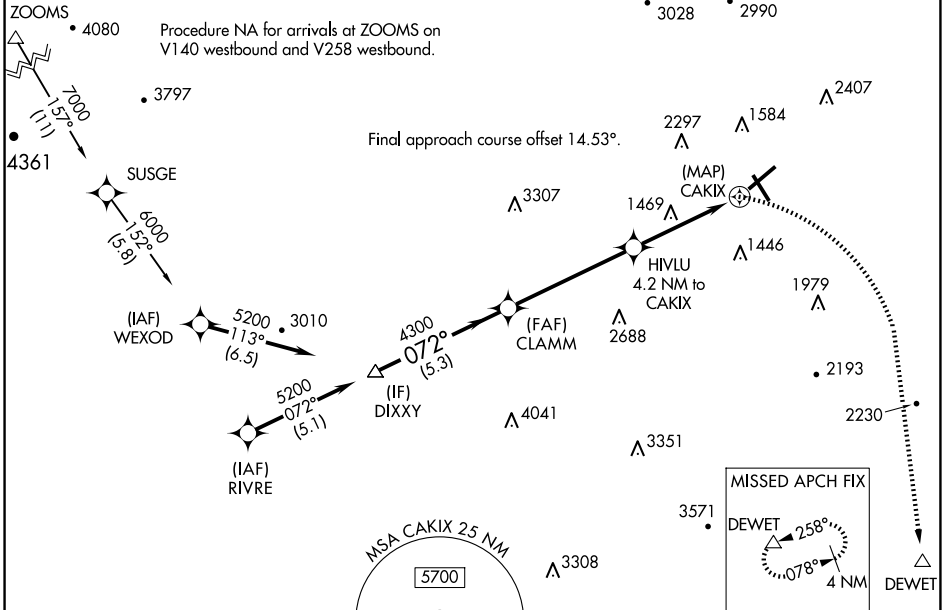 ZOOMS
4080
Procedure NA for arrivals at ZOOMS on
V140 westbound and V258 westbound.
3028
2990
7000
157°
(11)
3797
4361
2407
1584
2297
Final approach course offset 14.53°.
SUSGE
(MAP)
CAKIX
3307
1469
6000
152°
(5.8)
1446
HIVLU
4.2 NM to
CAKIX
1979
(IAF)
WEXOD
5200
113°
(6.5)
3010
(FAF)
CLAMM
2688
4300
072°
(5.3)
2193
(IF)
DIXXY
5200
072°
(5.1)
2230
4041
3351
(IAF)
RIVRE
MISSED APCH FIX
3571
DEWET
258°
078°
4 NM
DEWET
MSA CAKIX 25 NM
5700
3308